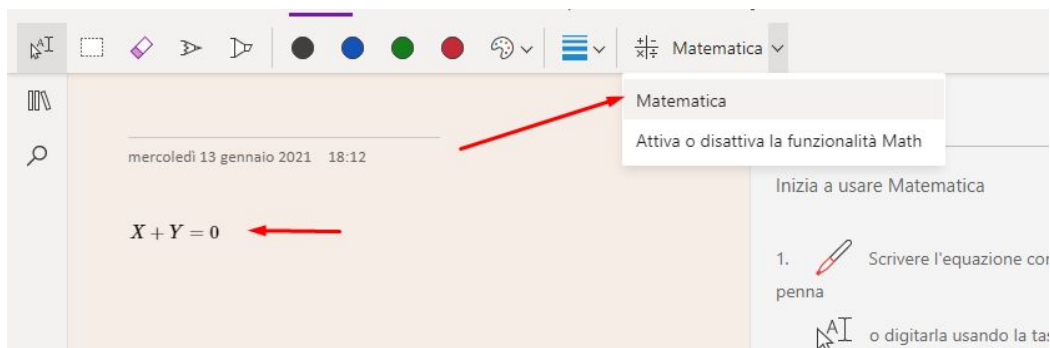 Matematica
Matematica
Attiva o disattiva la funzionalità Math
mercoledì 13 gennaio 2021 18:12
Inizia a usare Matematica
X + Y = 0
1. Scrivere l'equazione con
penna
o digitarla usando la